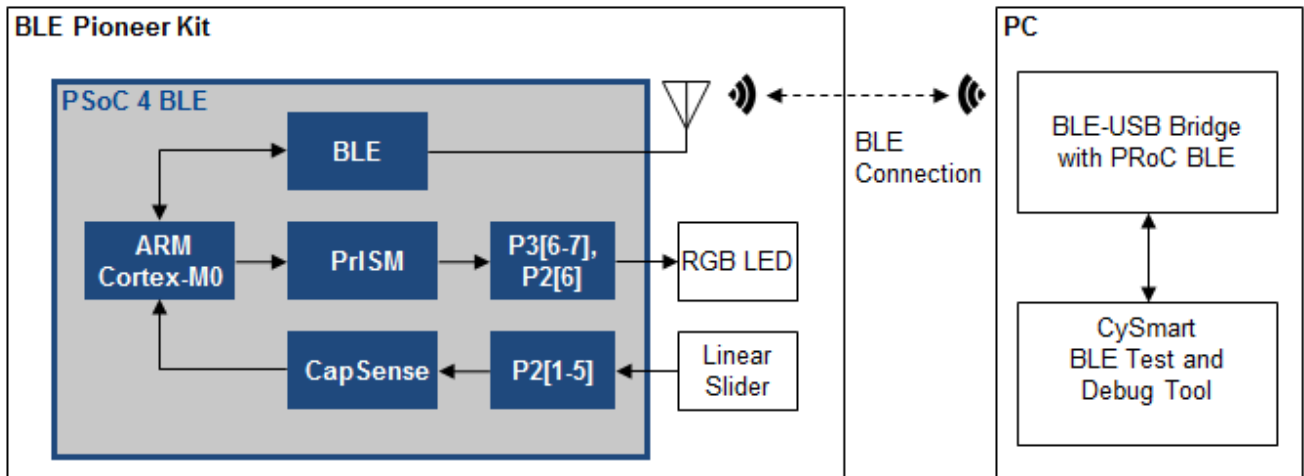 BLE Pioneer Kit
PSoC 4 BLE
BLE
ARM
Cortex-M0
PrISM
P3[6-7],
P2[6]
RGB LED
CapSense
P2[1-5]
Linear
Slider
BLE
Connection
PC
BLE-USB Bridge
with PRoC BLE
CySmart
BLE Test and
Debug Tool